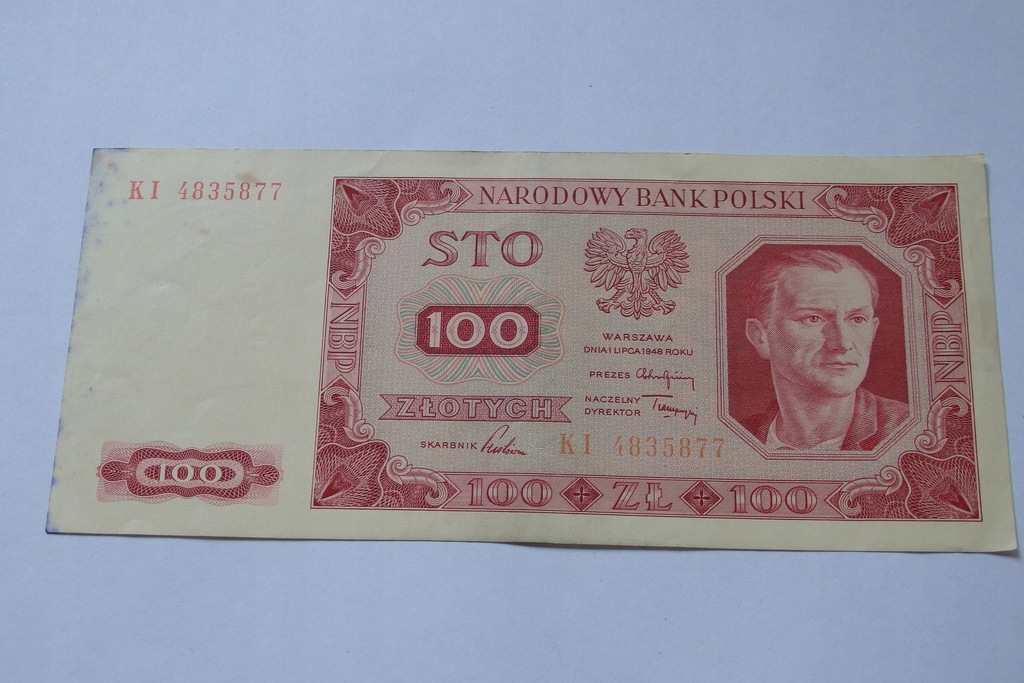 KI 4835877
NARODOWY BANK POLSKI
STO
100
ZŁOTYCH
WARSZAWA
DNIA 1 LIPCA 1948 ROKU
PREZES
NACZELNY
DYREKTOR
SKARBNIK
KI 4835877
NBP
NBP
100
100 ZŁ 100